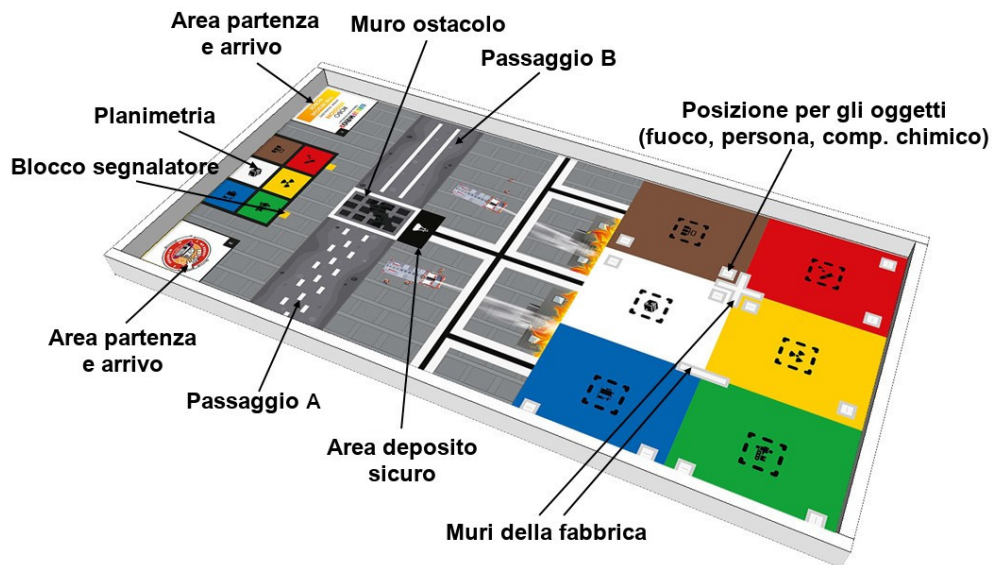 Area partenza
e arrivo
Muro ostacolo
Passaggio B
Planimetria
Posizione per gli oggetti
(fuoco, persona, comp. chimico)
Blocco segnalatore
Area partenza
e arrivo
Passaggio A
Area deposito
sicuro
Muri della fabbrica